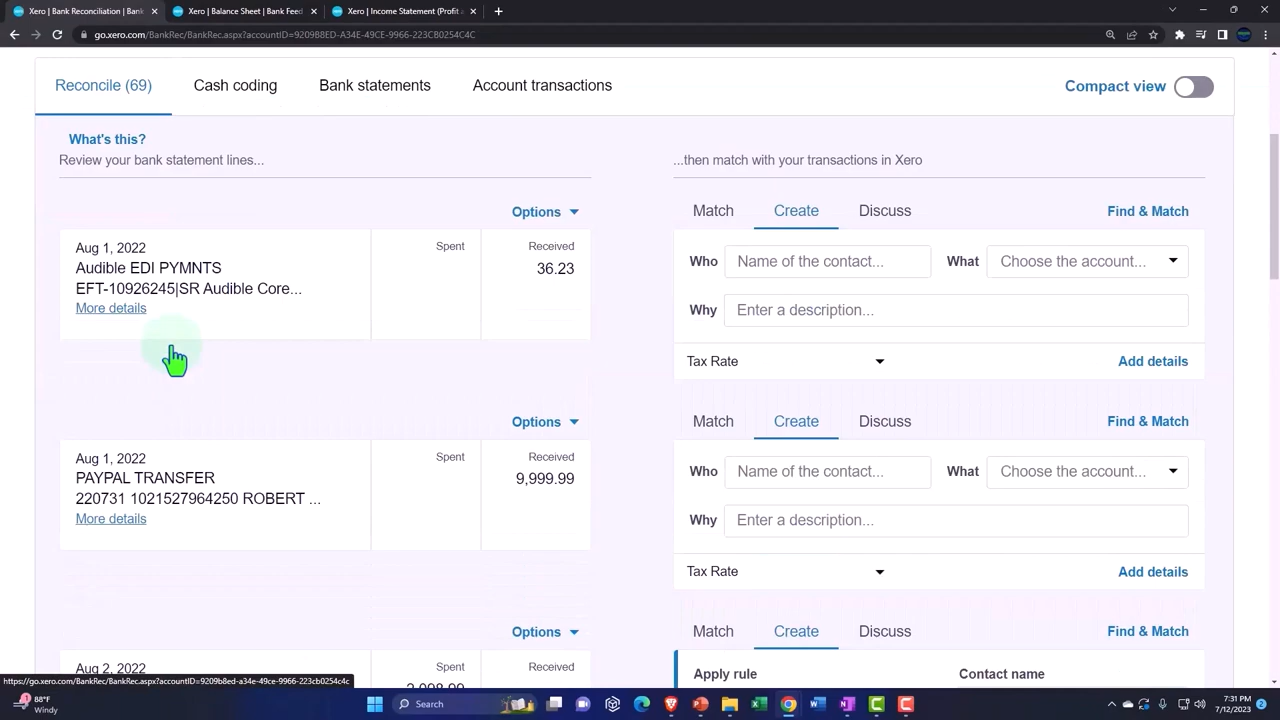 Xero | Bank Reconciliation | Bank
Xero | Balance Sheet | Bank Feed
Xero | Income Statement (Profit a
go.xero.com/BankRec/BankRec.aspx?accountID=9209B8ED-A34E-49CE-9966-223CB0254C4C
Reconcile (69)
Cash coding
Bank statements
Account transactions
Compact view
What's this?
Review your bank statement lines...
...then match with your transactions in Xero
Options
Match Create Discuss Find & Match
Aug 1, 2022
Spent
Received
Audible EDI PYMNTS
36.23
EFT-10926245|SR Audible Core...
More details
Who Name of the contact...
What Choose the account...
Why Enter a description...
Tax Rate
Add details
Options
Match Create Discuss Find & Match
Aug 1, 2022
Spent
Received
PAYPAL TRANSFER
9,999.99
220731 1021527964250 ROBERT ...
More details
Who Name of the contact...
What Choose the account...
Why Enter a description...
Tax Rate
Add details
Options
Match Create Discuss Find & Match
Aug 2, 2022
Spent
Received
2,098.99
Apply rule
Contact name
https://go.xero.com/BankRec/BankRec.aspx?accountID=9209b8ed-a34e-49ce-9966-223cb0254c4c
88°F
Windy
Search
7:31 PM
7/12/2023